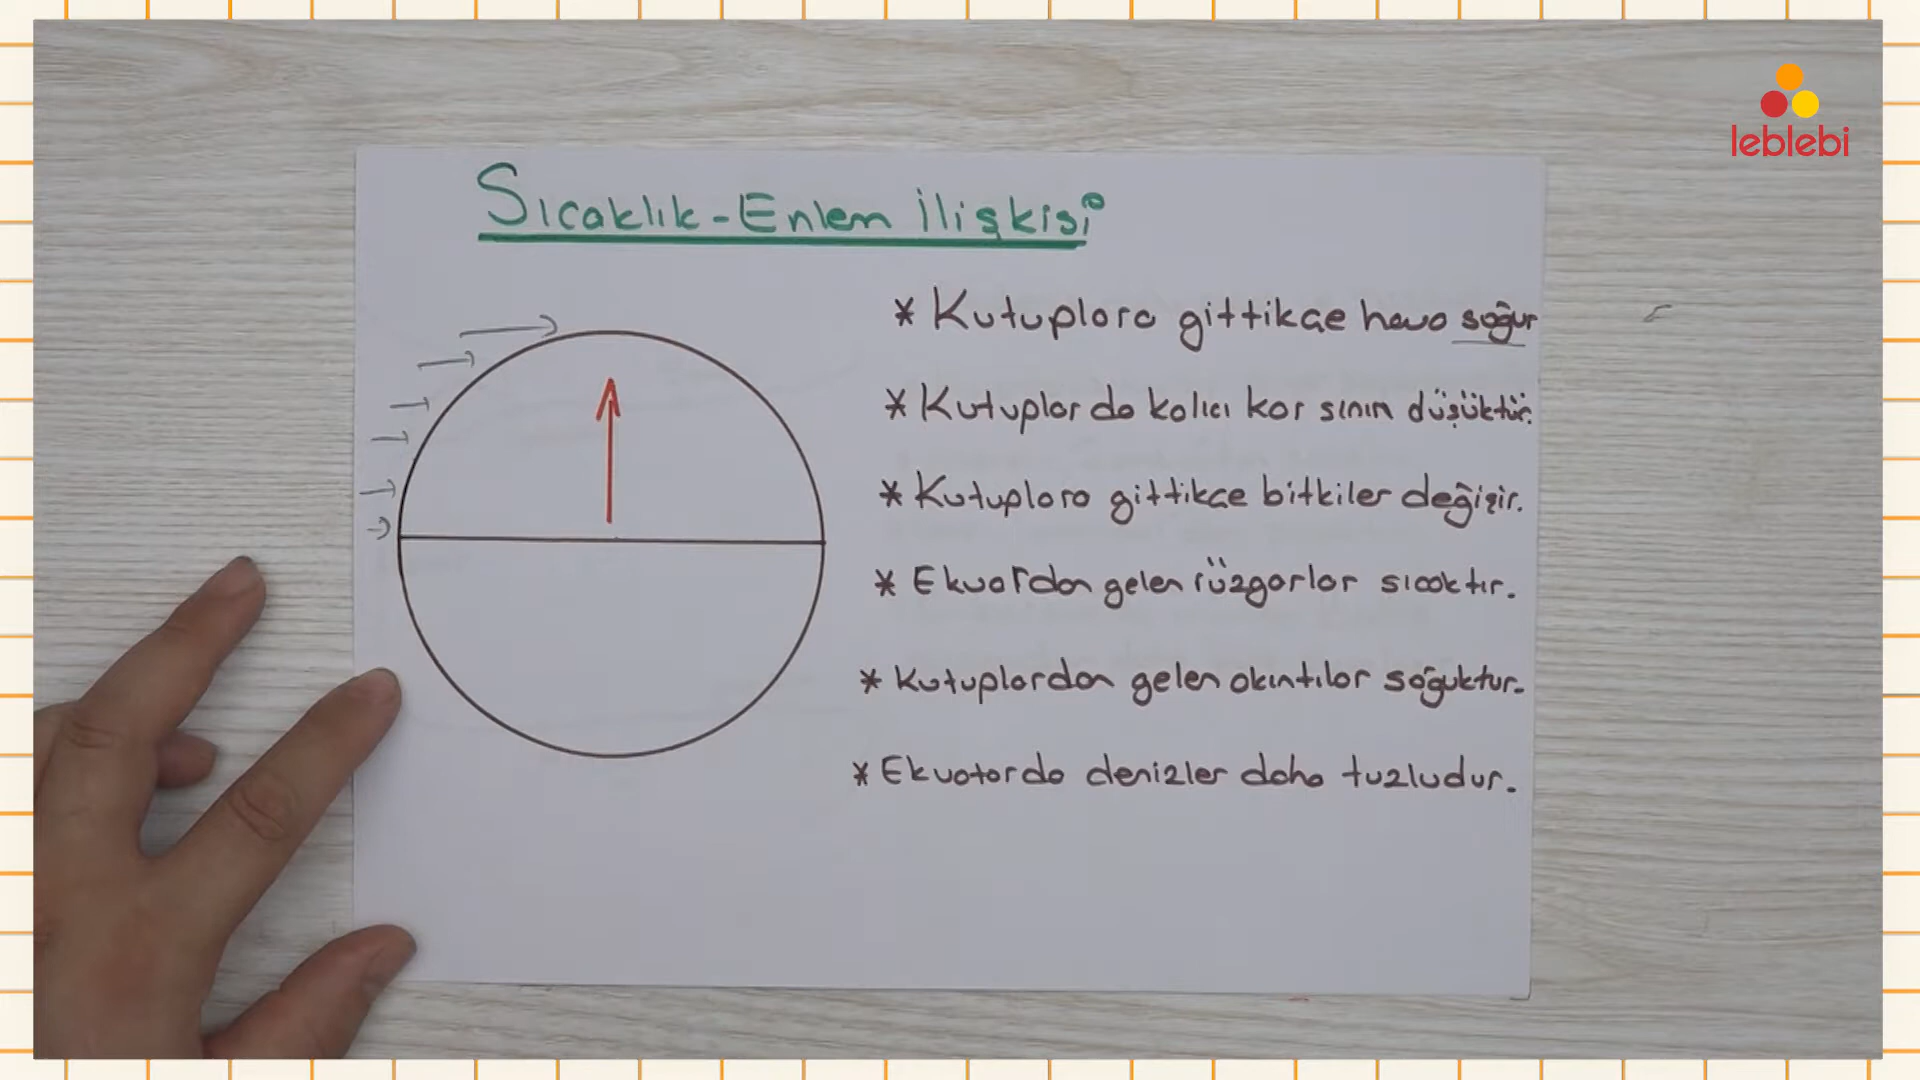 leblebi
Sıcaklık-Enlem İlişkisi
* Kutuplara gittikçe hava soğur
* Kutuplarda kalıcı kar sınırı düşüktür.
* Kutuplara gittikçe bitkiler değişir.
* Ekvatordan gelen rüzgarlar sıcaktır.
* Kutuplardan gelen akıntılar soğuktur.
* Ekvatorda denizler daha tuzludur.